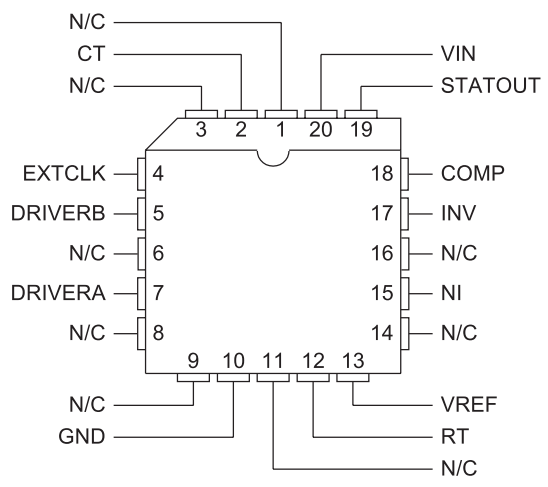 N/C
CT
N/C
VIN
STATOUT
3 2 1 20 19
EXTCLK 4
DRIVERB 5
N/C 6
DRIVERA 7
N/C 8
18 COMP
17 INV
16 N/C
15 NI
14 N/C
9 10 11 12 13
N/C
GND
VREF
RT
N/C